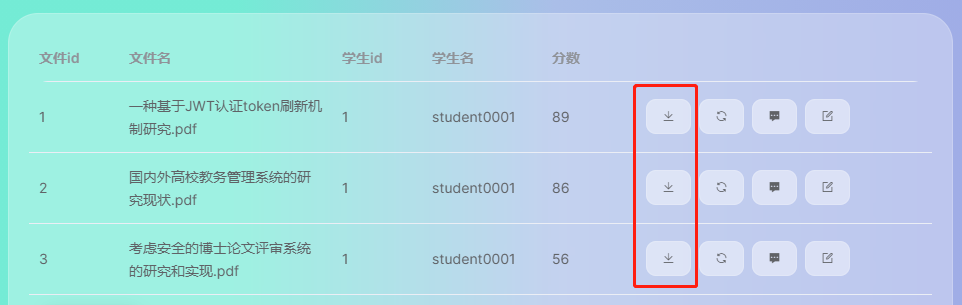 文件id 文件名 学生id 学生名 分数
1 一种基于JWT认证token刷新机 1 student0001 89
制研究.pdf
2 国内外高校教务管理系统的研 1 student0001 86
究现状.pdf
3 考虑安全的博士论文评审系统 1 student0001 56
的研究和实现.pdf